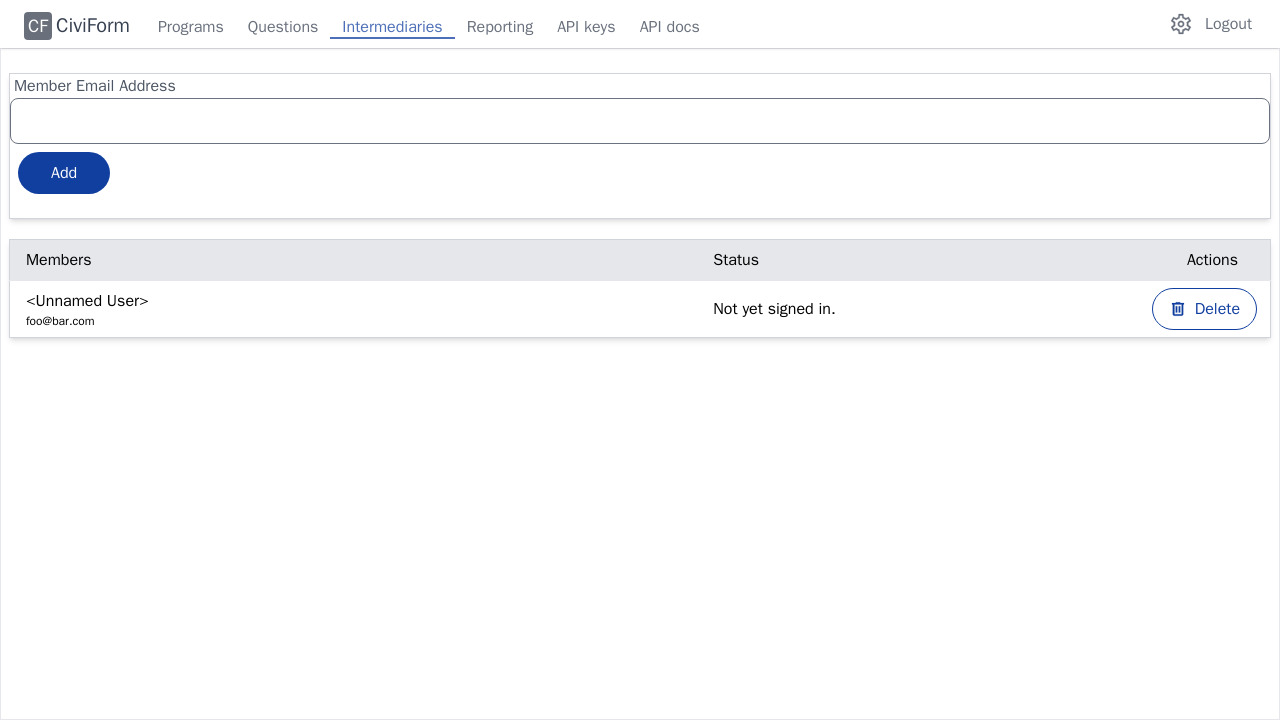 CF CiviForm Programs Questions Intermediaries Reporting API keys API docs Logout
Member Email Address
Add
Members Status Actions
<Unnamed User>
foo@bar.com
Not yet signed in.
Delete